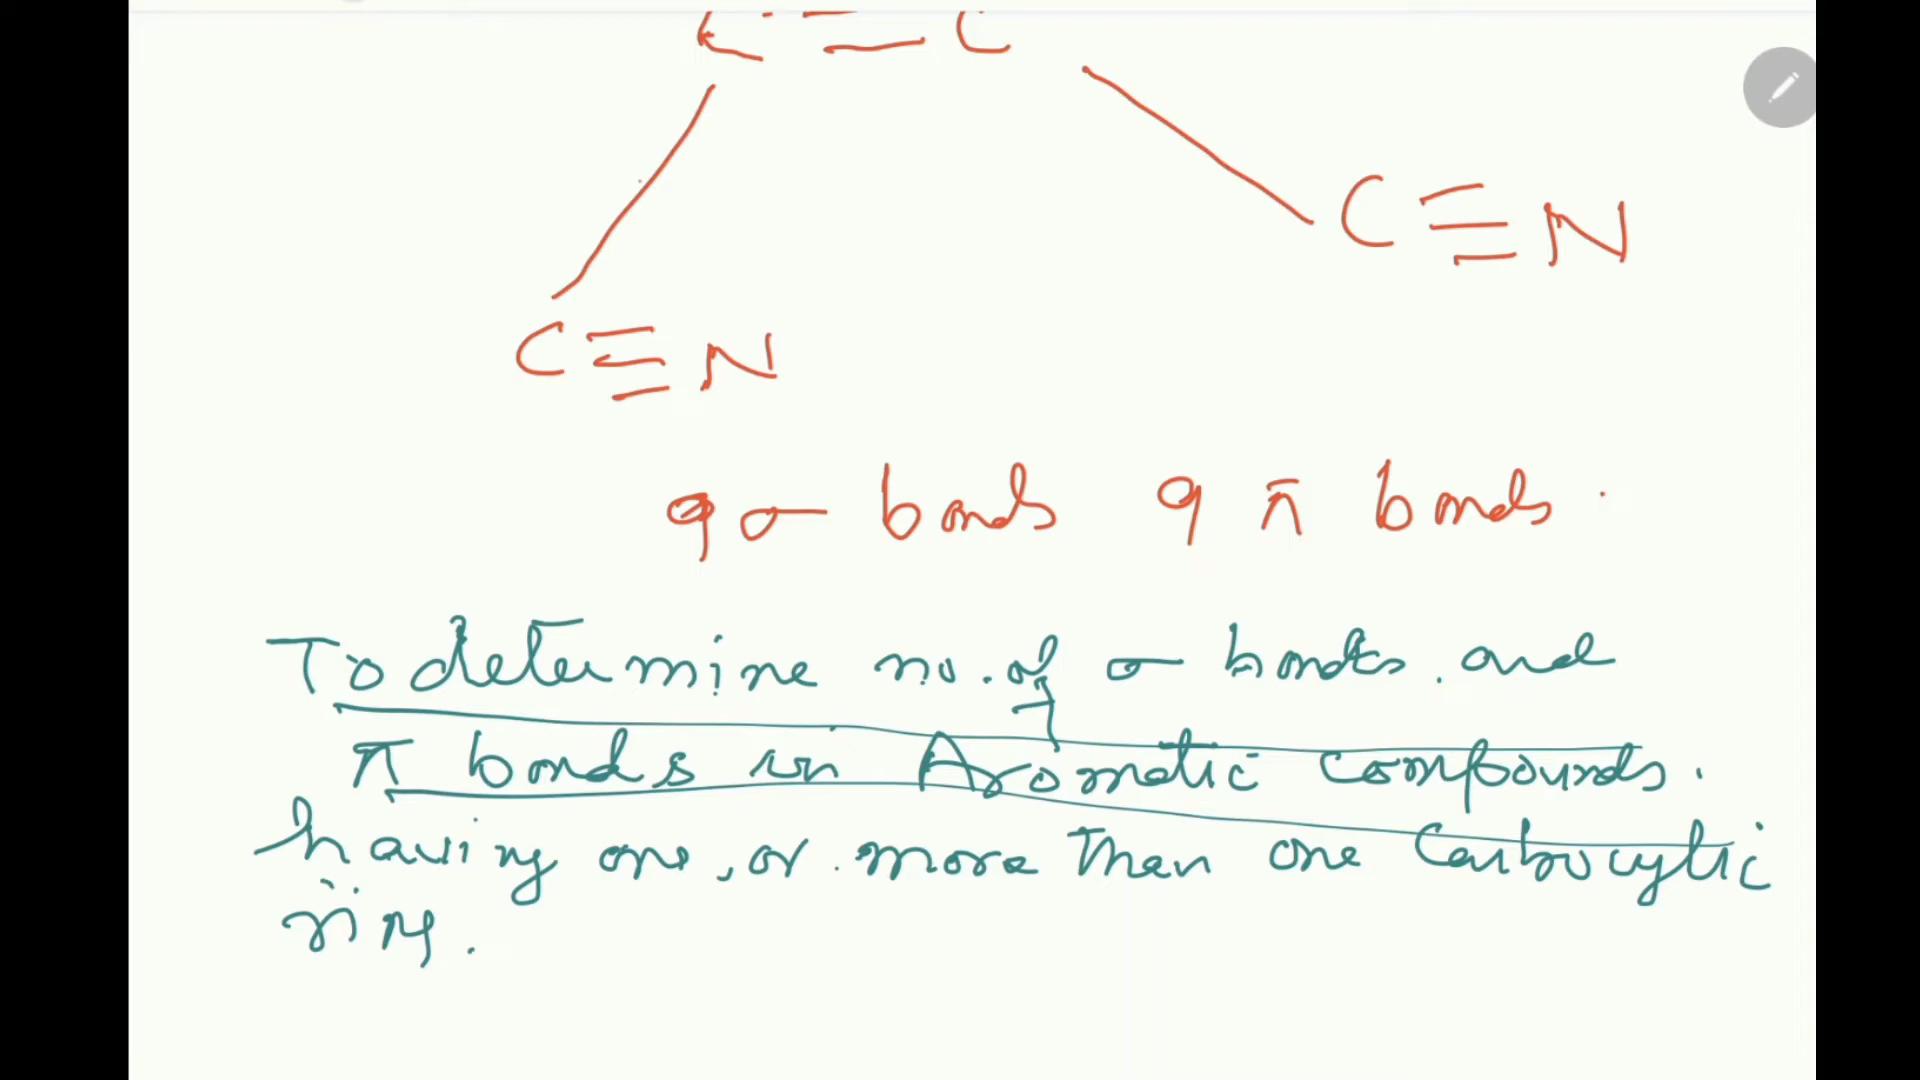 C = C
C ≡ N
C ≡ N
9 σ bonds 9 π bonds.
To determine no. of σ bonds. and
π bonds in Aromatic compounds.
having one, or more than one Carbocyclic
ring.